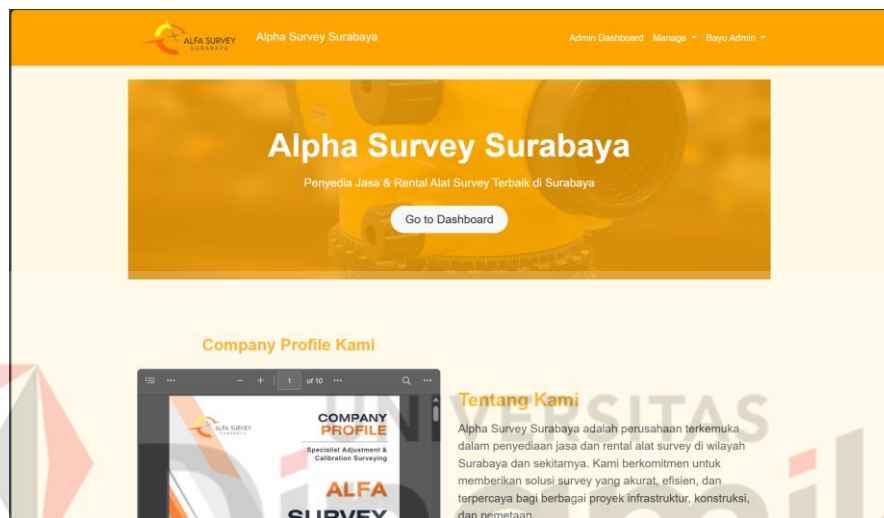 ALFA SURVEY
SURABAYA
Alpha Survey Surabaya
Admin Dashboard Manage Bayu Admin
Alpha Survey Surabaya
Penyedia Jasa & Rental Alat Survey Terbaik di Surabaya
Go to Dashboard
Company Profile Kami
1 of 10
ALFA SURVEY
SURABAYA
COMPANY
PROFILE
Specialist Adjustment &
Calibration Surveying
ALFA
SURVEY
Tentang Kami
Alpha Survey Surabaya adalah perusahaan terkemuka
dalam penyediaan jasa dan rental alat survey di wilayah
Surabaya dan sekitarnya. Kami berkomitmen untuk
memberikan solusi survey yang akurat, efisien, dan
terpercaya bagi berbagai proyek infrastruktur, konstruksi,
dan pemetaan.
UNIVERSITAS